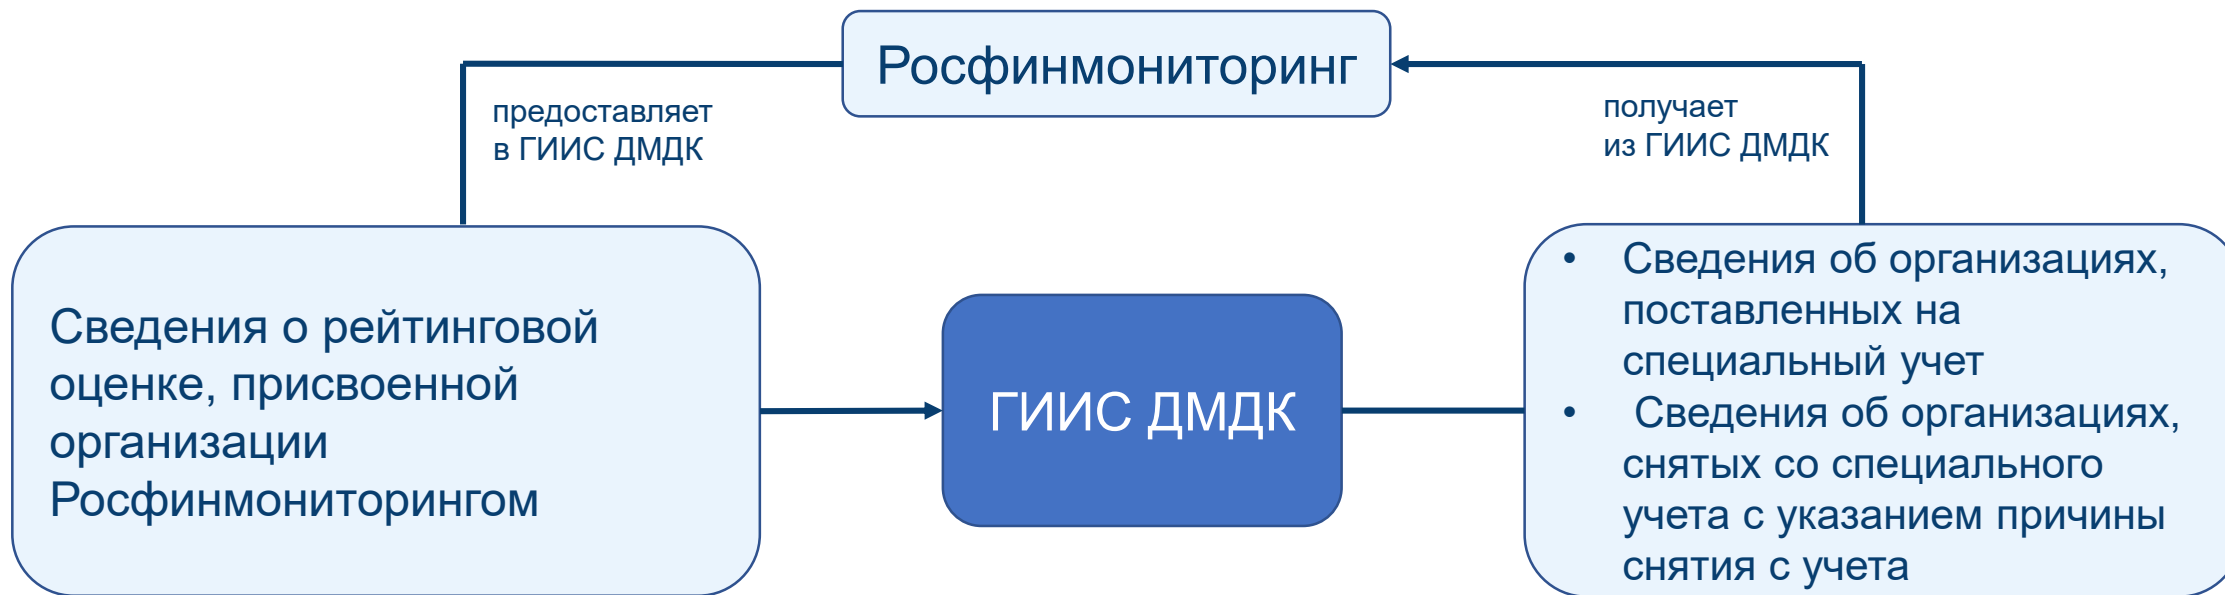 Росфинмониторинг
предоставляет
в ГИИС ДМДК
получает
из ГИИС ДМДК
Сведения о рейтинговой
оценке, присвоенной
организации
Росфинмониторингом
ГИИС ДМДК
• Сведения об организациях,
поставленных на
специальный учет
• Сведения об организациях,
снятых со специального
учета с указанием причины
снятия с учета